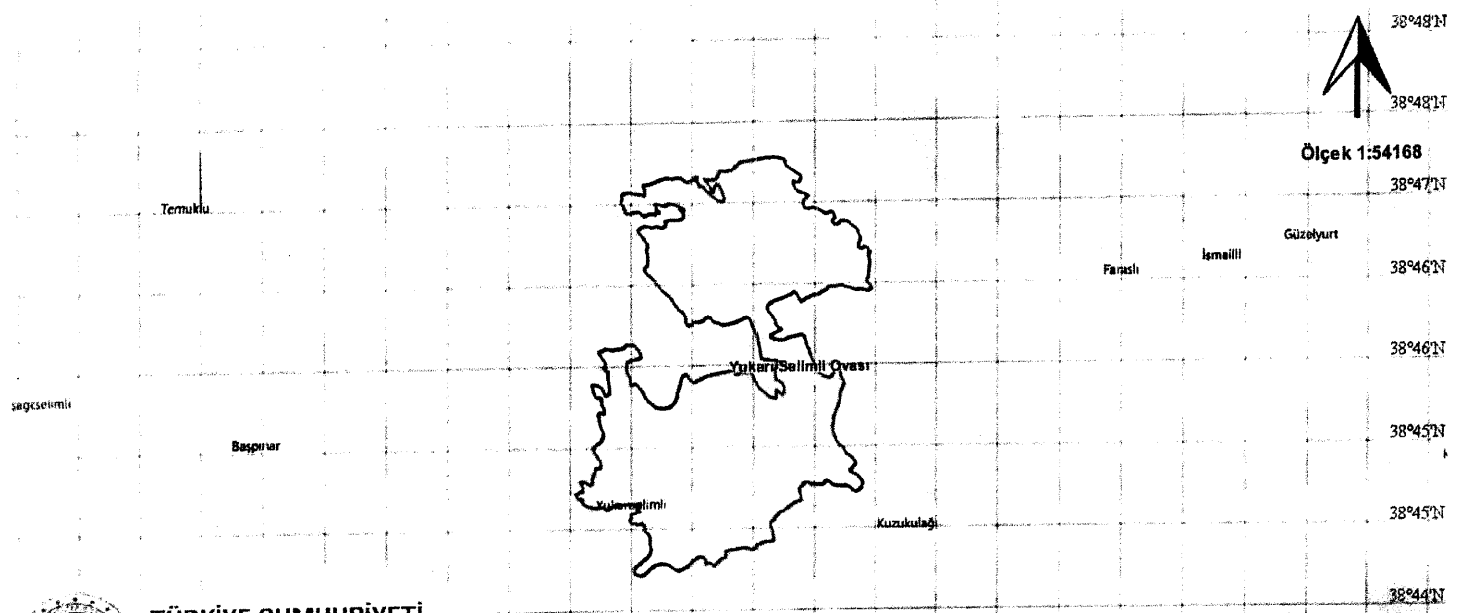 38°48'N
38°48'N
Ölçek 1:54168
38°47'N
Temuklu
Güzelyurt
İsmailli
Faraslı
38°46'N
38°46'N
Yukarı Selimli Ovası
Başpınar
38°45'N
Yukarıselimli
Kuzukulağı
38°45'N
38°44'N
TÜRKİYE CUMHURİYETİ